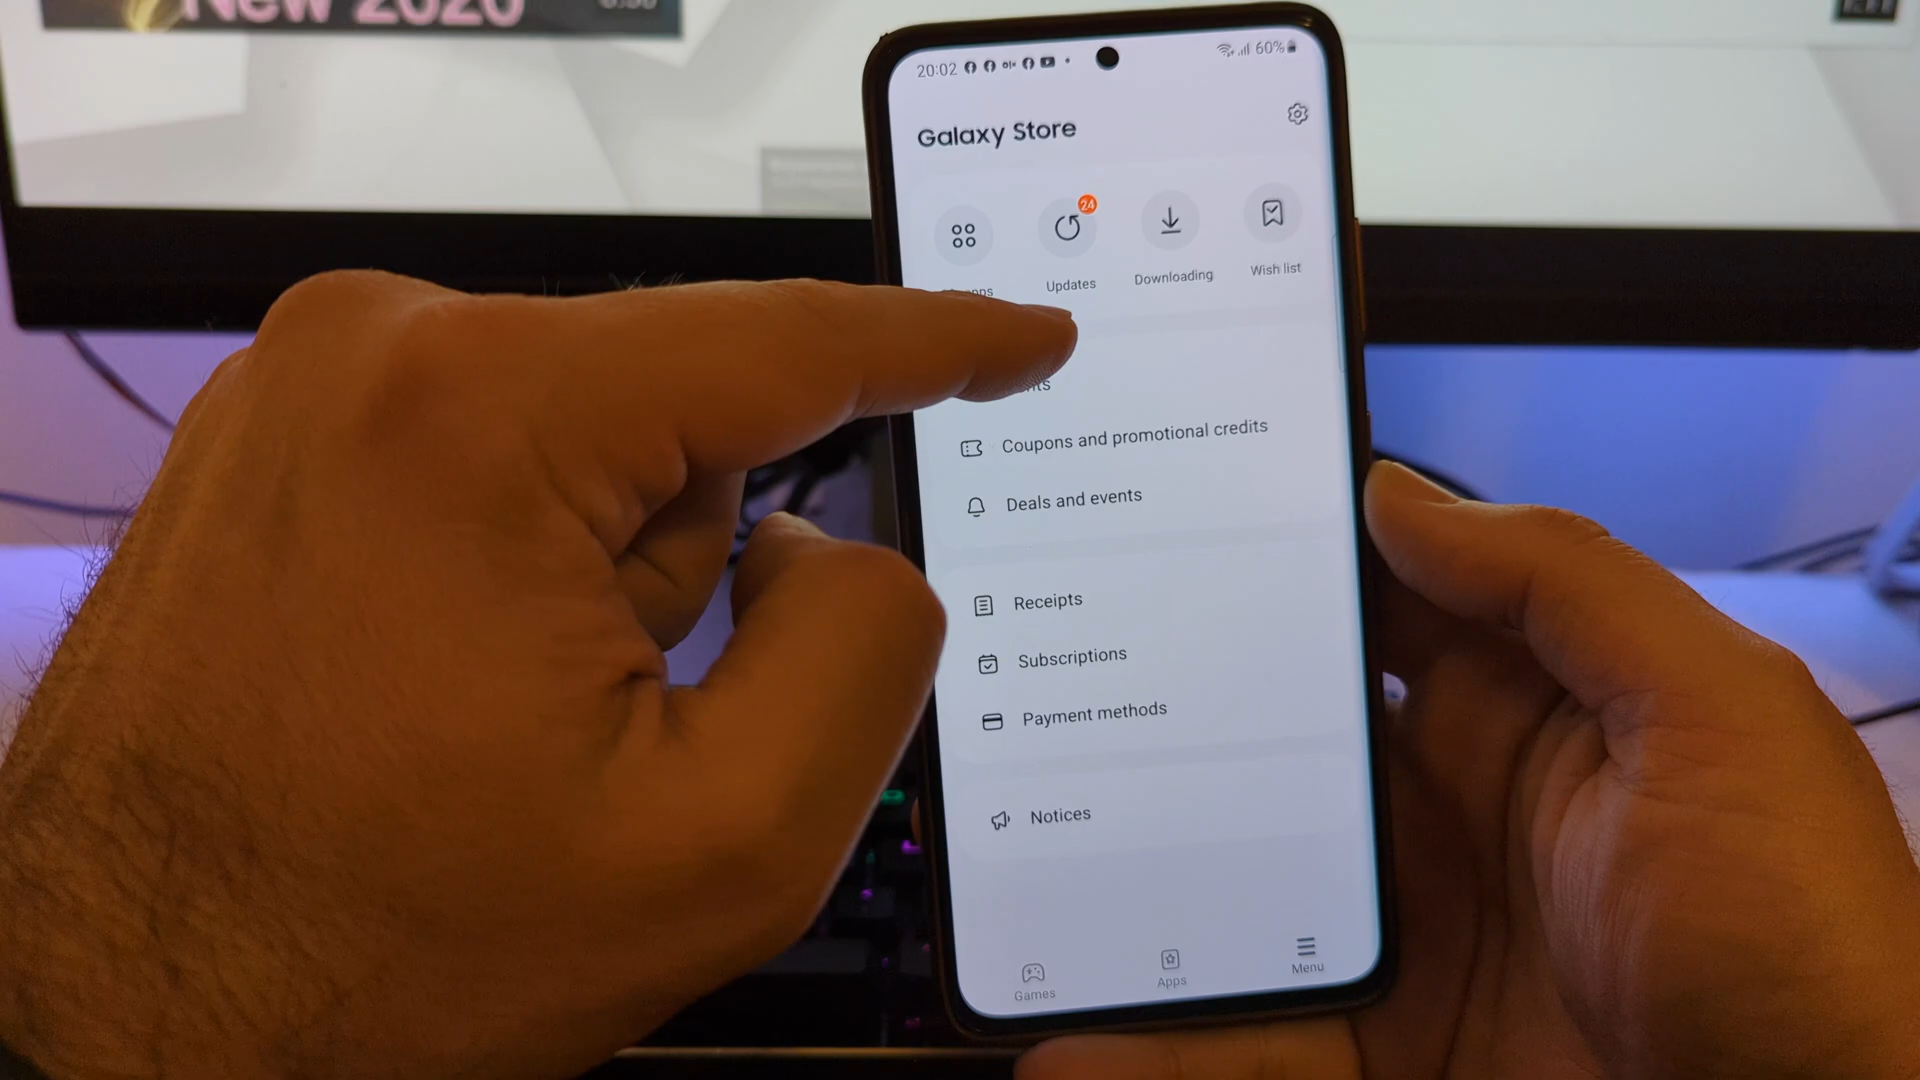 New 2020
20:02
60%
Galaxy Store
24
Updates
Downloading
Wish list
Coupons and promotional credits
Deals and events
Receipts
Subscriptions
Payment methods
Notices
Games
Apps
Menu